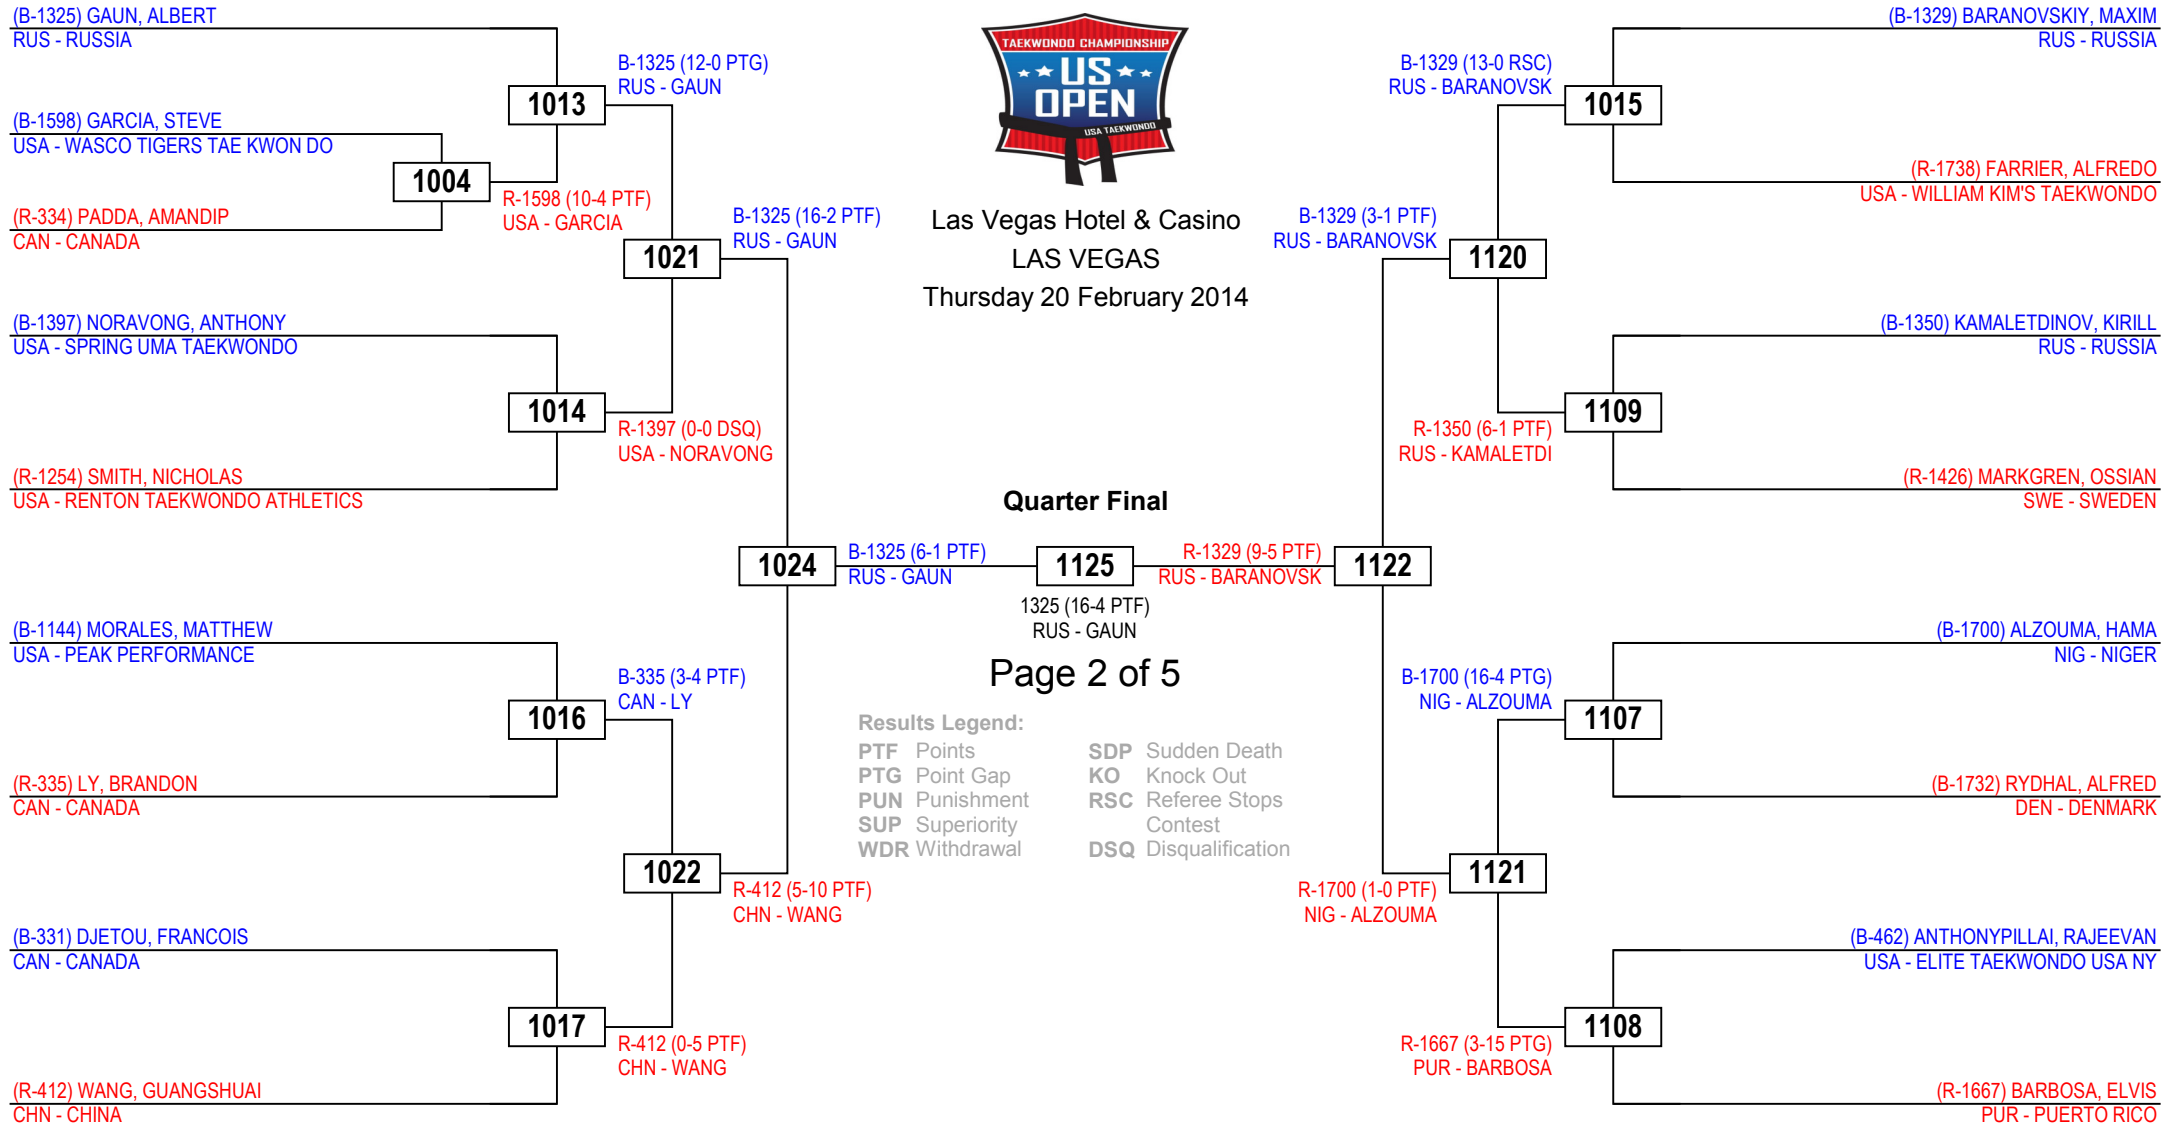 (B-1325) GAUN, ALBERT
RUS - RUSSIA
B-1325 (12-0 PTG)
RUS - GAUN
1013
(B-1598) GARCIA, STEVE
USA - WASCO TIGERS TAE KWON DO
1004
R-1598 (10-4 PTF)
USA - GARCIA
(R-334) PADDA, AMANDIP
CAN - CANADA
B-1325 (16-2 PTF)
RUS - GAUN
1021
(B-1397) NORAVONG, ANTHONY
USA - SPRING UMA TAEKWONDO
1014
R-1397 (0-0 DSQ)
USA - NORAVONG
(R-1254) SMITH, NICHOLAS
USA - RENTON TAEKWONDO ATHLETICS
1024
B-1325 (6-1 PTF)
RUS - GAUN
(B-1144) MORALES, MATTHEW
USA - PEAK PERFORMANCE
B-335 (3-4 PTF)
CAN - LY
1016
(R-335) LY, BRANDON
CAN - CANADA
1022
R-412 (5-10 PTF)
CHN - WANG
(B-331) DJETOU, FRANCOIS
CAN - CANADA
1017
R-412 (0-5 PTF)
CHN - WANG
(R-412) WANG, GUANGSHUAI
CHN - CHINA
TAEKWONDO CHAMPIONSHIP
US
OPEN
USA TAEKWONDO
Las Vegas Hotel & Casino
LAS VEGAS
Thursday 20 February 2014
Quarter Final
1125
1325 (16-4 PTF)
RUS - GAUN
Page 2 of 5
Results Legend:
PTF Points
PTG Point Gap
PUN Punishment
SUP Superiority
WDR Withdrawal
SDP Sudden Death
KO Knock Out
RSC Referee Stops
Contest
DSQ Disqualification
(B-1329) BARANOVSKIY, MAXIM
RUS - RUSSIA
B-1329 (13-0 RSC)
RUS - BARANOVSK
1015
(R-1738) FARRIER, ALFREDO
USA - WILLIAM KIM'S TAEKWONDO
B-1329 (3-1 PTF)
RUS - BARANOVSK
1120
(B-1350) KAMALETDINOV, KIRILL
RUS - RUSSIA
1109
R-1350 (6-1 PTF)
RUS - KAMALETDI
(R-1426) MARKGREN, OSSIAN
SWE - SWEDEN
R-1329 (9-5 PTF)
RUS - BARANOVSK
1122
(B-1700) ALZOUMA, HAMA
NIG - NIGER
B-1700 (16-4 PTG)
NIG - ALZOUMA
1107
(B-1732) RYDHAL, ALFRED
DEN - DENMARK
1121
R-1700 (1-0 PTF)
NIG - ALZOUMA
(B-462) ANTHONYPILLAI, RAJEEVAN
USA - ELITE TAEKWONDO USA NY
1108
R-1667 (3-15 PTG)
PUR - BARBOSA
(R-1667) BARBOSA, ELVIS
PUR - PUERTO RICO